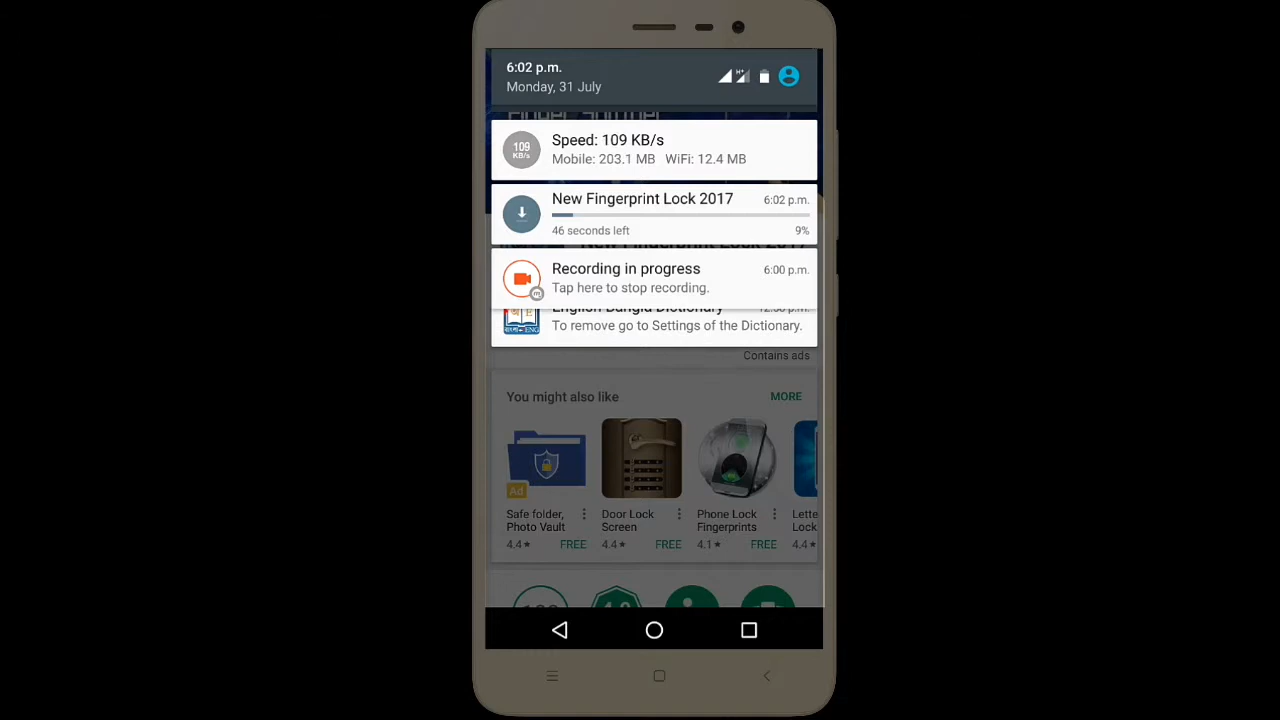 6:02 p.m.
Monday, 31 July
H+
109
KB/s
Speed: 109 KB/s
Mobile: 203.1 MB WiFi: 12.4 MB
New Fingerprint Lock 2017
6:02 p.m.
46 seconds left
9%
Recording in progress
6:00 p.m.
Tap here to stop recording.
English Bangla Dictionary
ENG
To remove go to Settings of the Dictionary.
Contains ads
You might also like
MORE
Ad
Safe folder,
Photo Vault
4.4★
FREE
Door Lock
Screen
4.4★
FREE
Phone Lock
Fingerprints
4.1★
FREE
Lette
Lock
4.4★